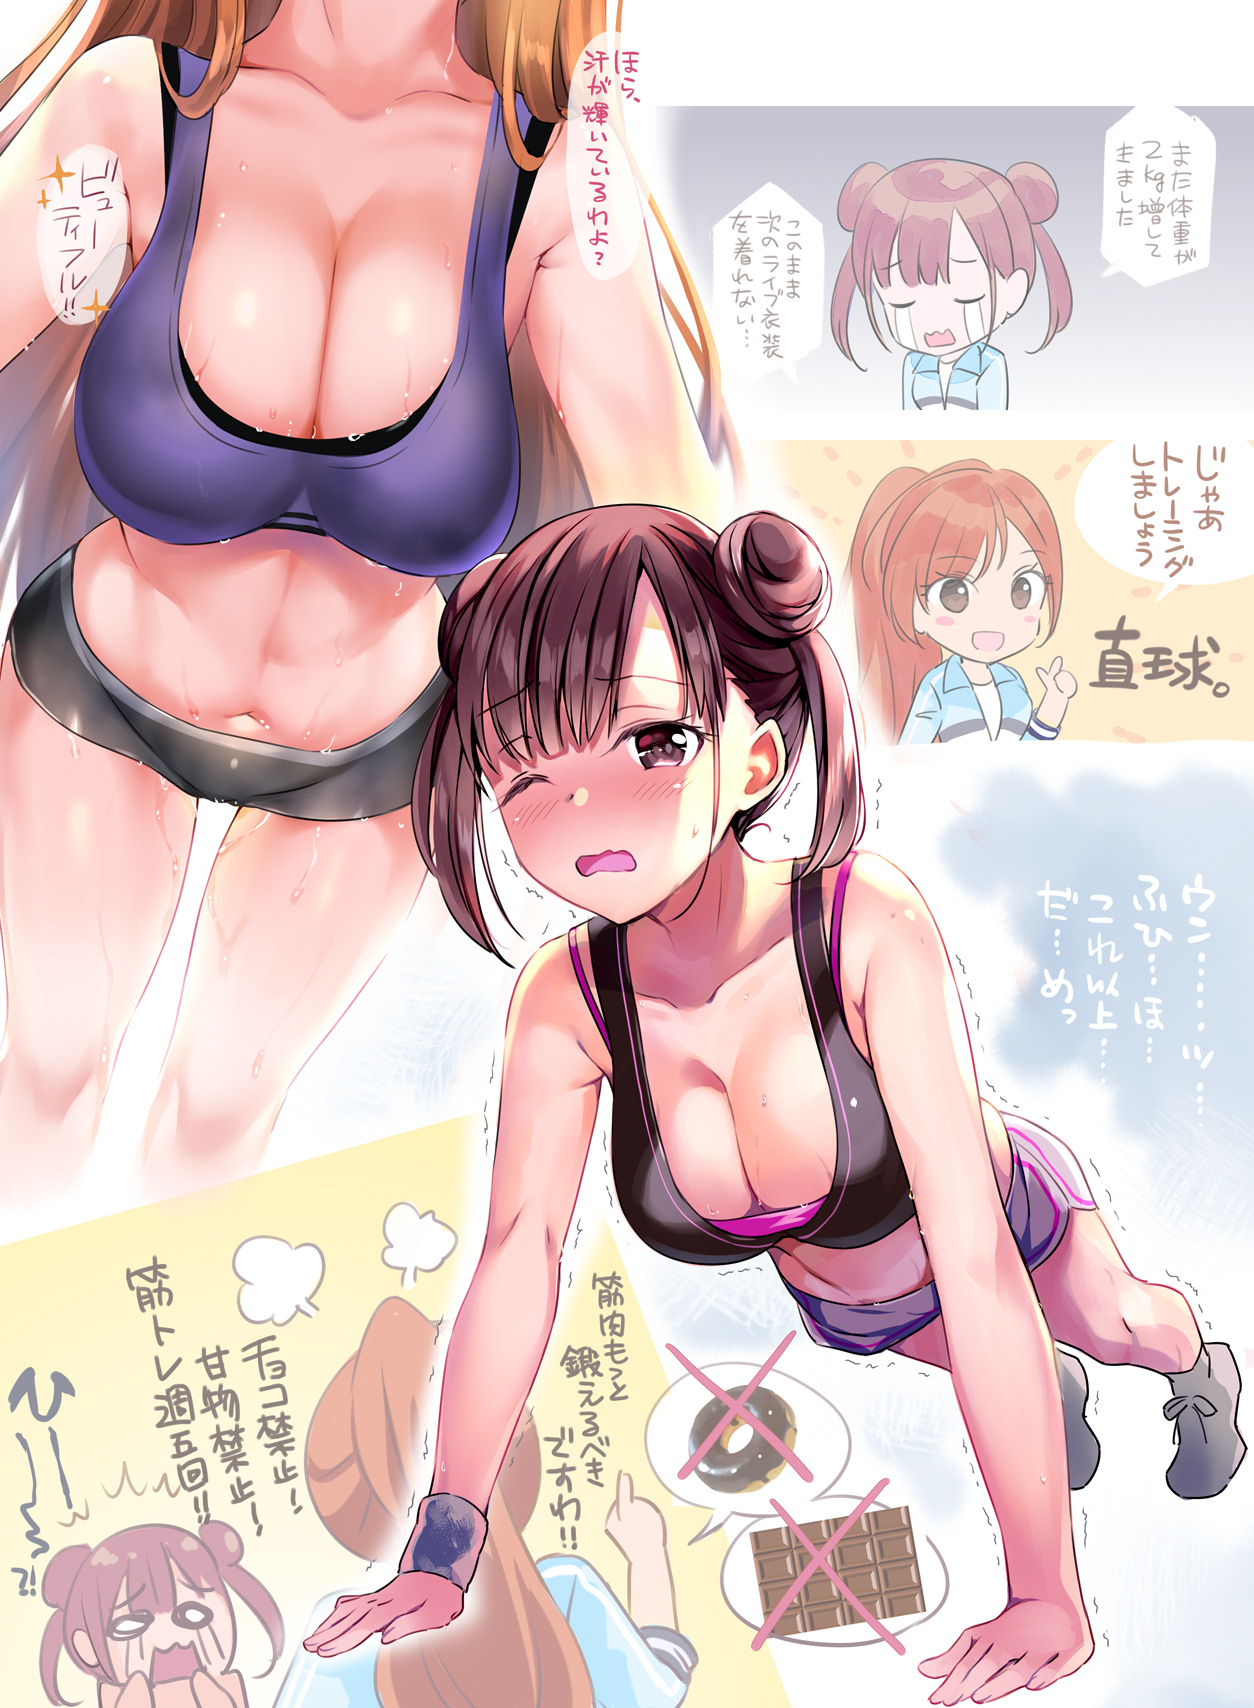 また体重が
2kg増して
きました
このまま
次のライブ衣装
を着れない…
じゃあ
トレーニング
しましょう
直球。
ほら、
汗が輝いているわよ?
ビュー
ティフル!!
ウン……ッ……
ふひ…ほ…
これ以上……
だ…めっ
筋肉もっと
鍛えるべき
ですわ!!
チョコ禁止!
甘物禁止!
筋トレ週五回!!
ひーー
?!